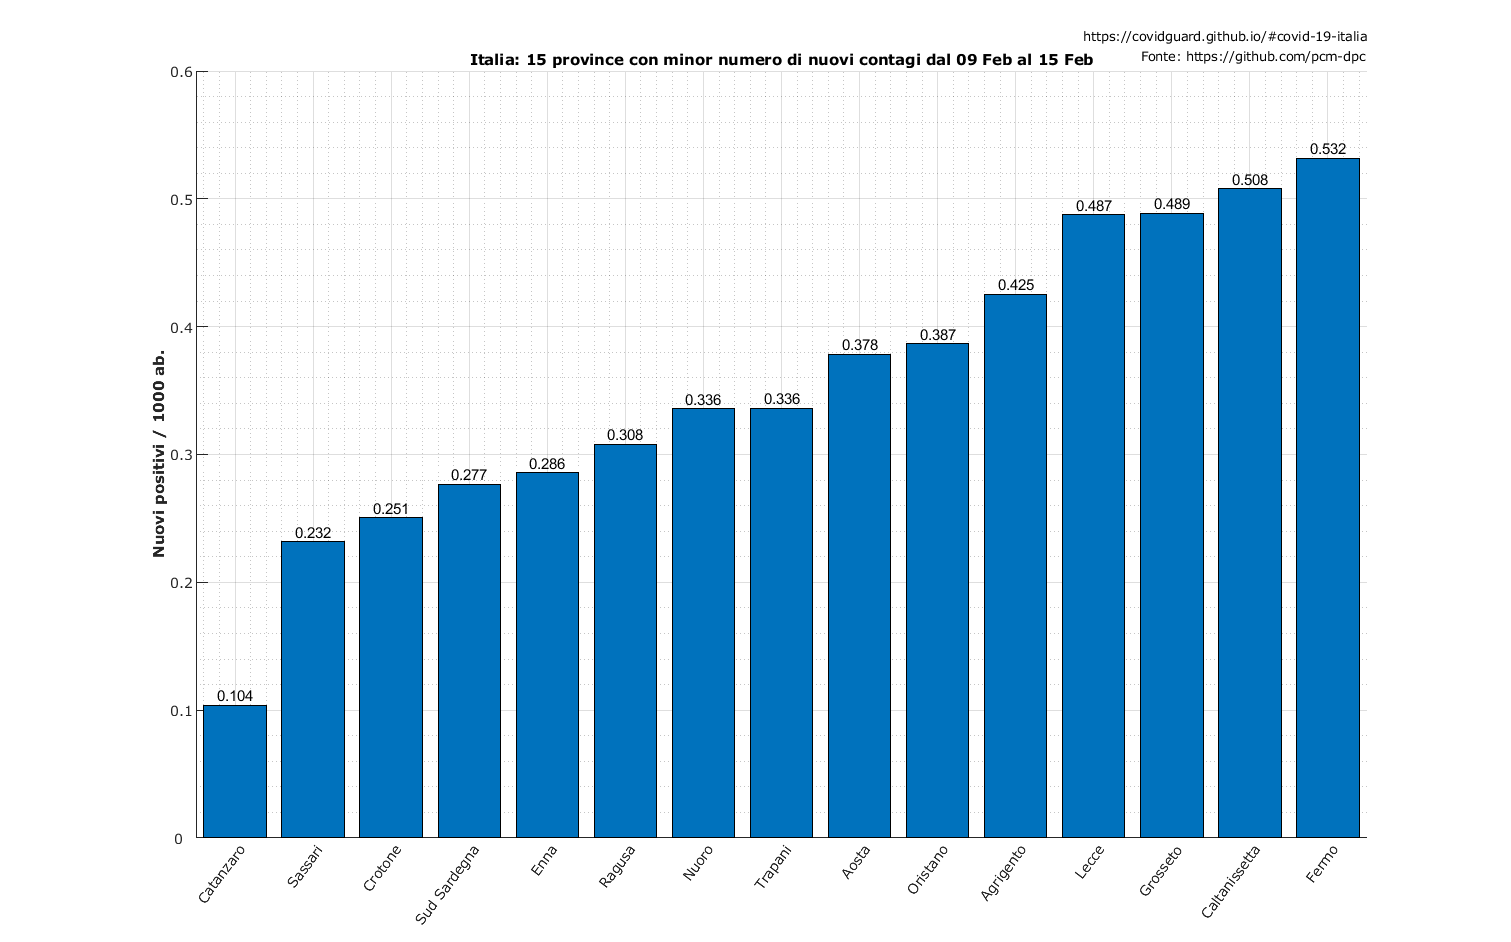 https://covidguard.github.io/#covid-19-italia
Fonte: https://github.com/pcm-dpc
Italia: 15 province con minor numero di nuovi contagi dal 09 Feb al 15 Feb
Nuovi positivi / 1000 ab.
0.6
0.5
0.4
0.3
0.2
0.1
0
0.104
0.232
0.251
0.277
0.286
0.308
0.336
0.336
0.378
0.387
0.425
0.487
0.489
0.508
0.532
Catanzaro
Sassari
Crotone
Sud Sardegna
Enna
Ragusa
Nuoro
Trapani
Aosta
Oristano
Agrigento
Lecce
Grosseto
Caltanissetta
Fermo